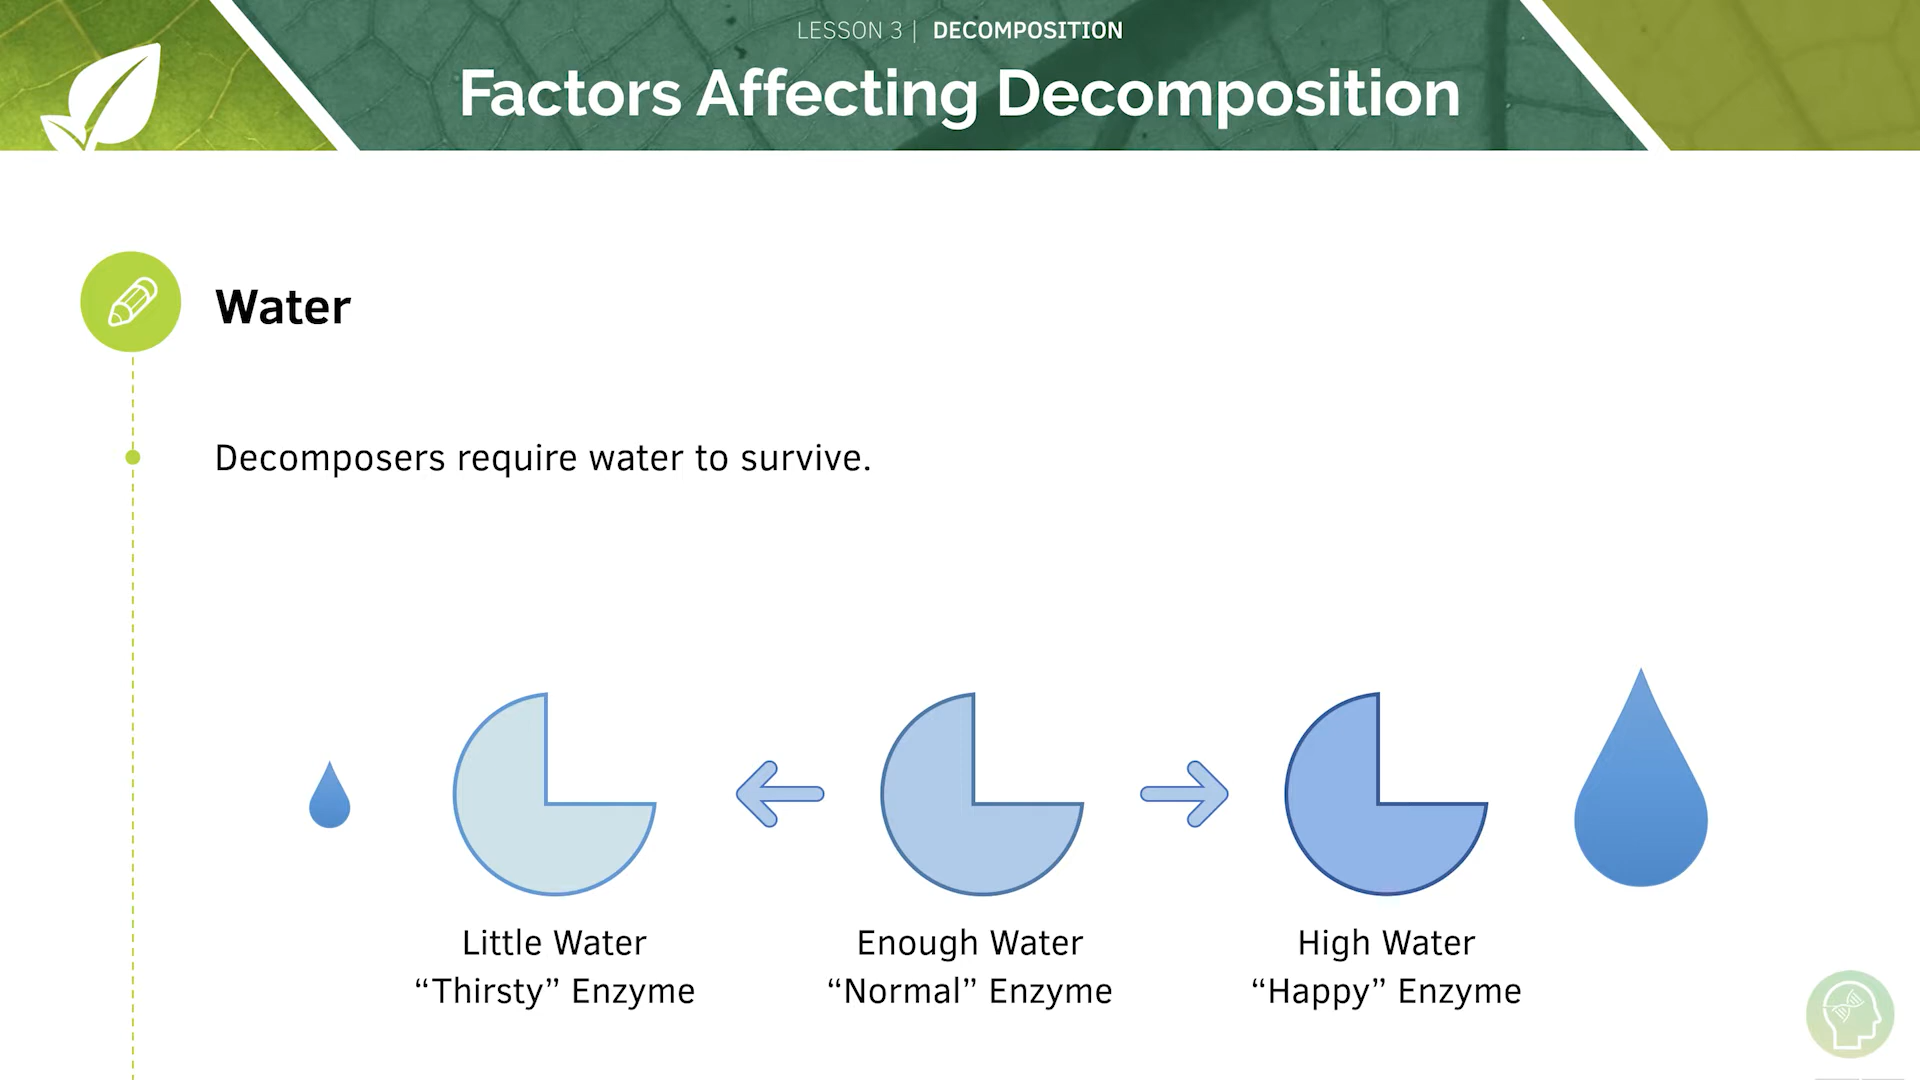 LESSON 3 | DECOMPOSITION
Factors Affecting Decomposition
Water
Decomposers require water to survive.
Little Water
“Thirsty” Enzyme
Enough Water
“Normal” Enzyme
High Water
“Happy” Enzyme